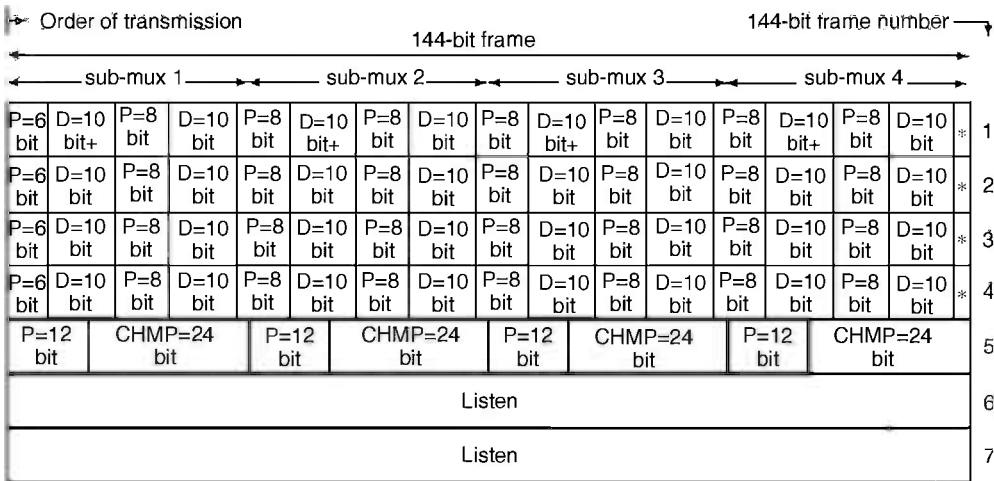 Order of transmission
144-bit frame number
144-bit frame
sub-mux 1 sub-mux 2 sub-mux 3 sub-mux 4
P=6 D=10 P=8 D=10 P=8 D=10 P=8 D=10 P=8 D=10 P=8 D=10 P=8 D=10 P=8 D=10
bit bit+ bit bit bit bit+ bit bit bit bit+ bit bit bit bit+ bit bit * 1
P=6 D=10 P=8 D=10 P=8 D=10 P=8 D=10 P=8 D=10 P=8 D=10 P=8 D=10 P=8 D=10
bit bit bit bit bit bit bit bit bit bit bit bit bit bit bit bit * 2
P=6 D=10 P=8 D=10 P=8 D=10 P=8 D=10 P=8 D=10 P=8 D=10 P=8 D=10 P=8 D=10
bit bit bit bit bit bit bit bit bit bit bit bit bit bit bit bit * 3
P=6 D=10 P=8 D=10 P=8 D=10 P=8 D=10 P=8 D=10 P=8 D=10 P=8 D=10 P=8 D=10
bit bit bit bit bit bit bit bit bit bit bit bit bit bit bit bit * 4
P=12 CHMP=24 P=12 CHMP=24 P=12 CHMP=24 P=12 CHMP=24
bit bit bit bit bit bit bit bit 5
Listen 6
Listen 7